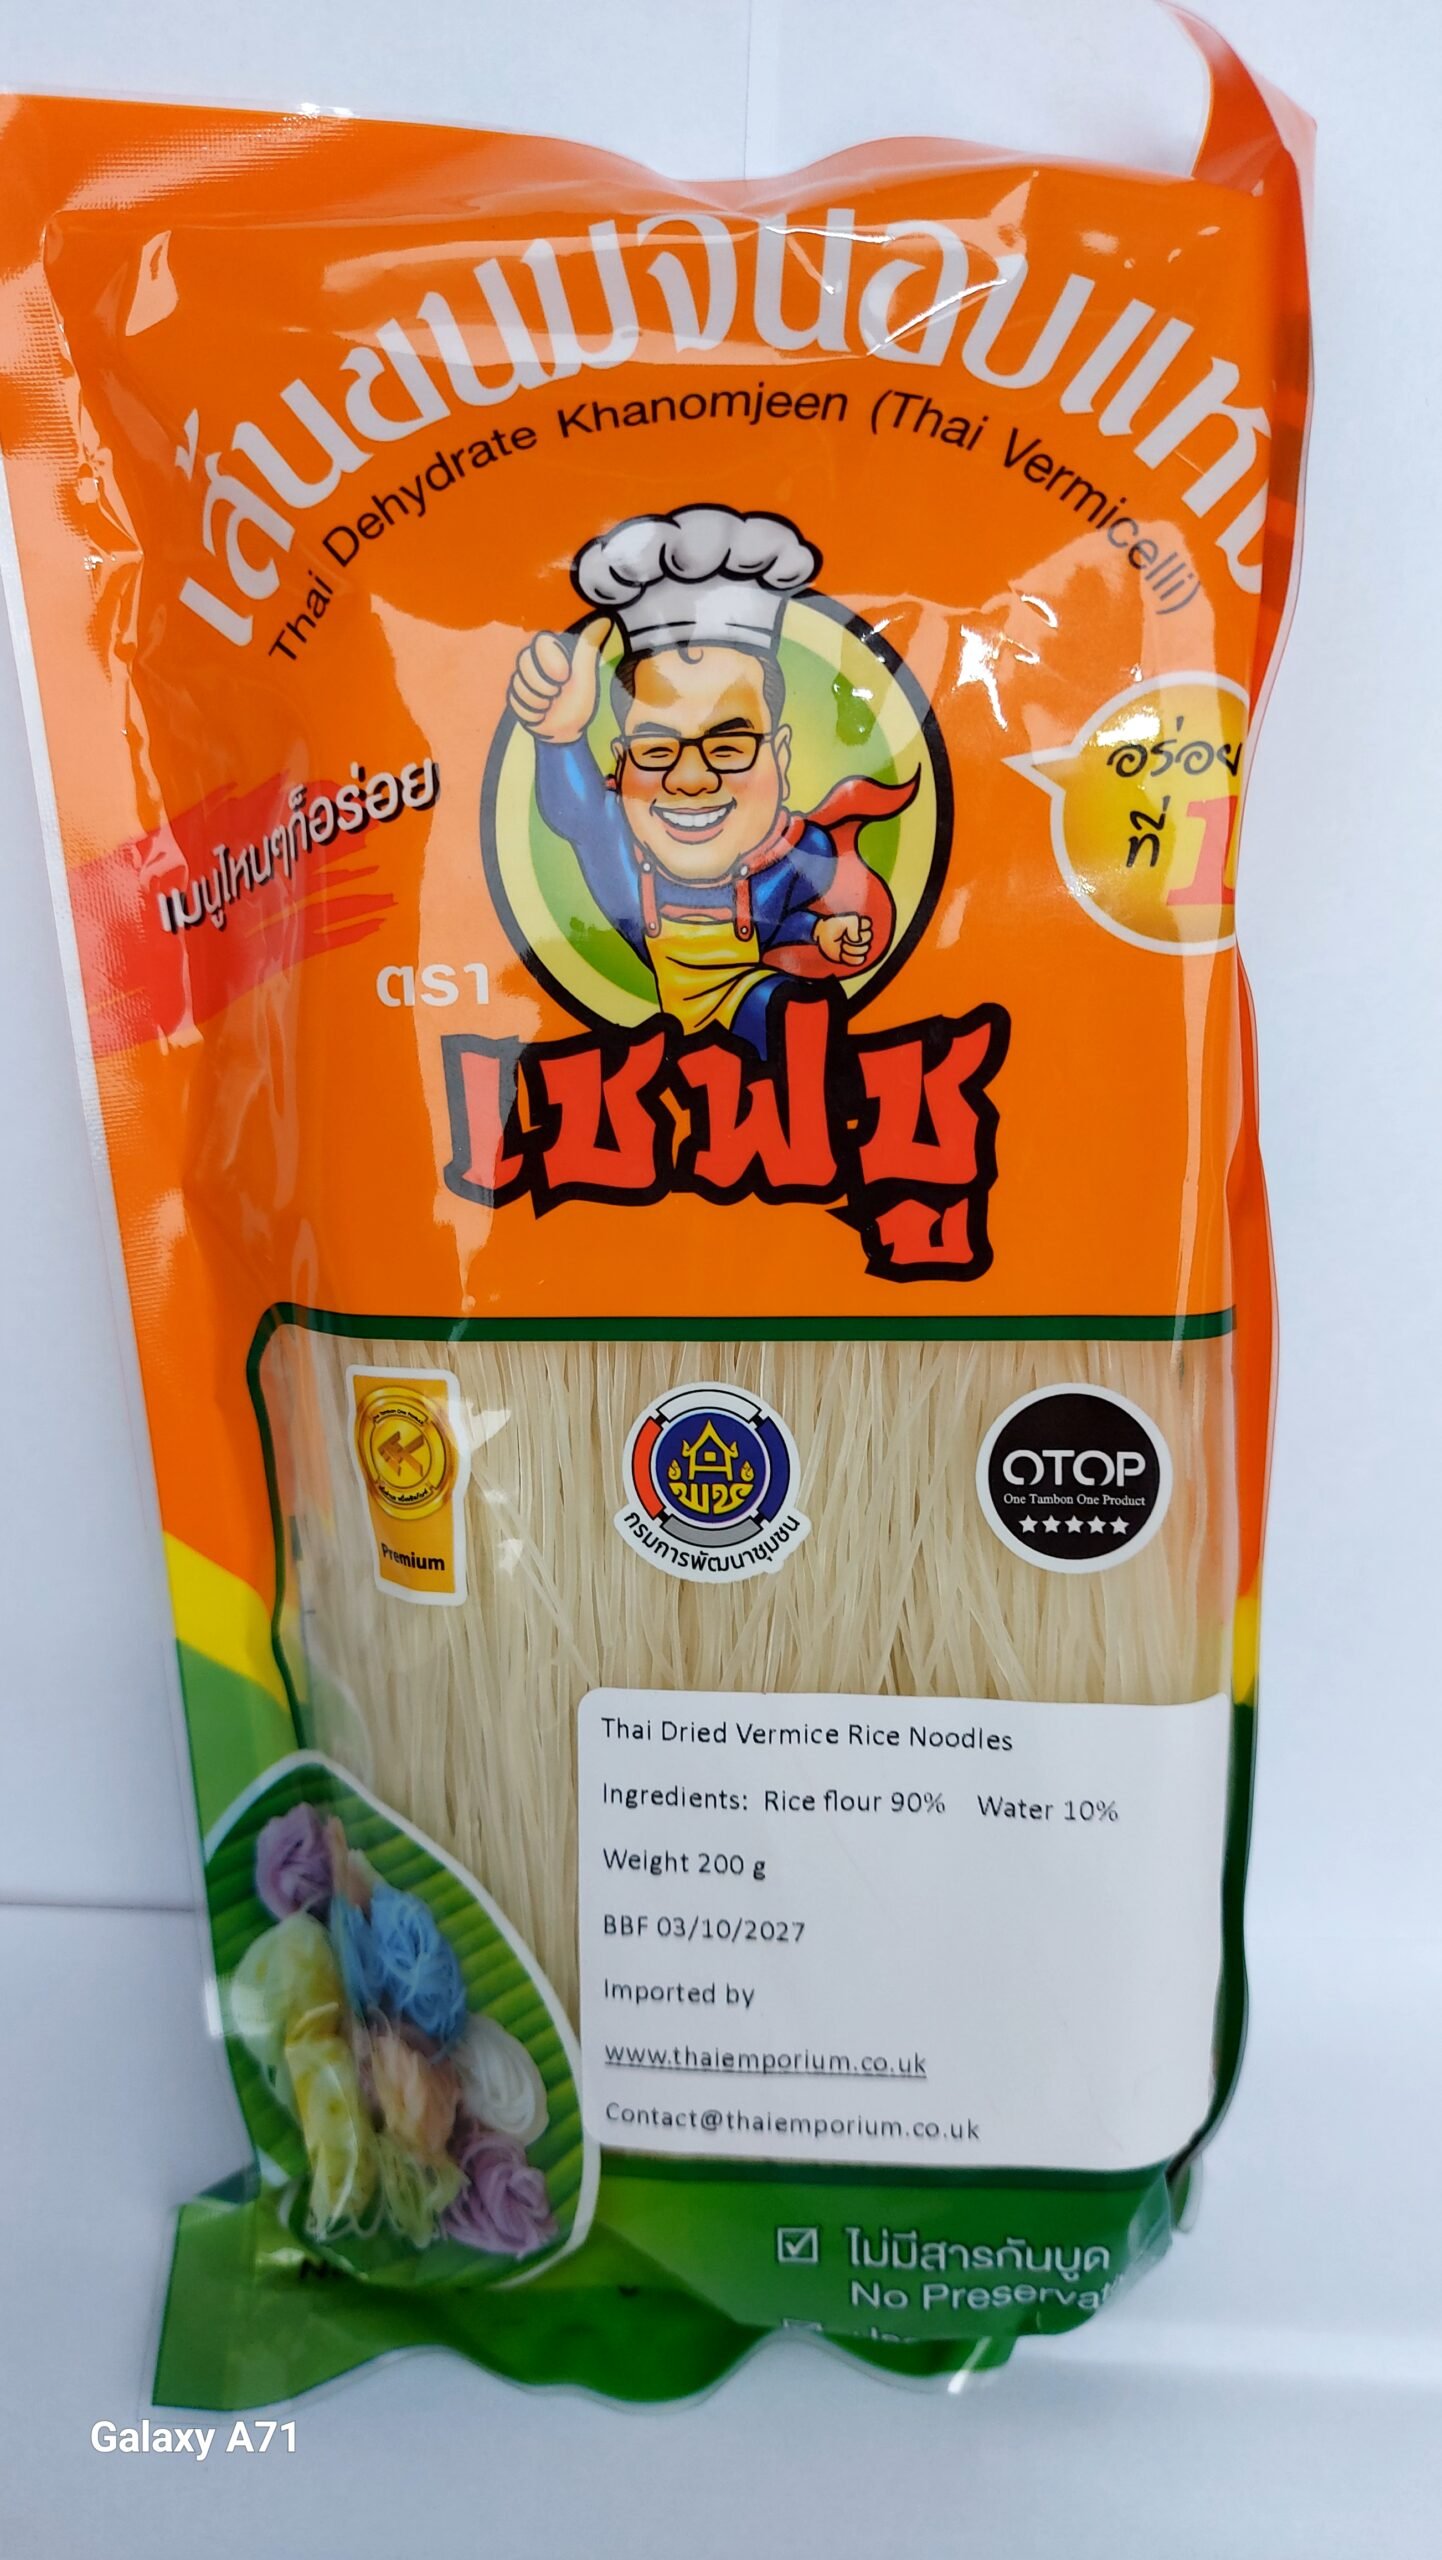 เส้นขนมจีนอบแห้ง
Thai Dehydrate Khanomjeen (Thai Vermicelli)
เมนูไหนๆก็อร่อย
อร่อย
ที่ 1
ตรา
เชฟชู
Premium
พช
กรมการพัฒนาชุมชน
OTOP
One Tambon One Product
Thai Dried Vermice Rice Noodles
Ingredients: Rice flour 90% Water 10%
Weight 200 g
BBF 03/10/2027
Imported by
www.thaiemporium.co.uk
Contact@thaiemporium.co.uk
ไม่มีสารกันบูด
No Preservat
Galaxy A71